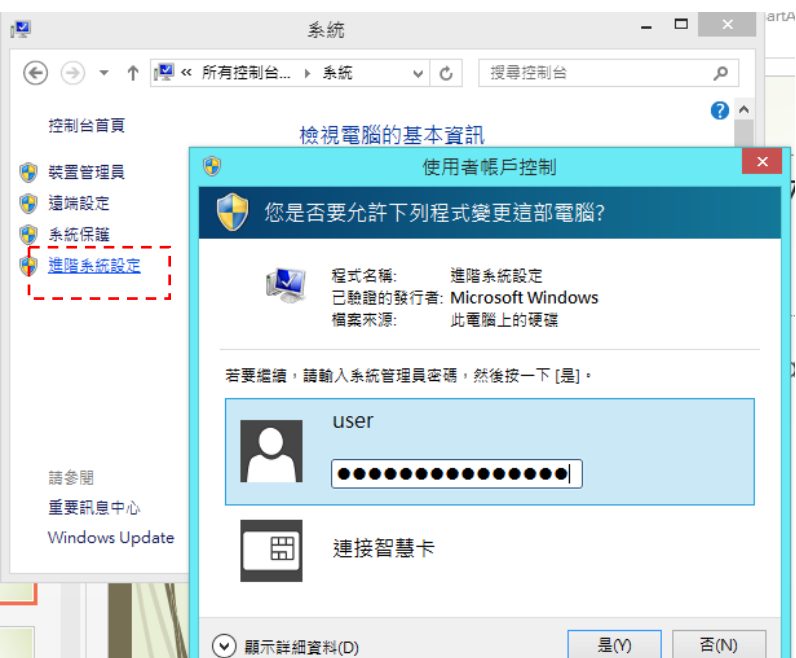 系統
artA
所有控制台...
系統
搜尋控制台
控制台首頁
檢視電腦的基本資訊
裝置管理員
遠端設定
系統保護
進階系統設定
使用者帳戶控制
您是否要允許下列程式變更這部電腦?
程式名稱: 進階系統設定
已驗證的發行者: Microsoft Windows
檔案來源: 此電腦上的硬碟
若要繼續，請輸入系統管理員密碼，然後按一下 [是]。
user
連接智慧卡
請參閱
重要訊息中心
Windows Update
顯示詳細資料(D)
是(Y)
否(N)